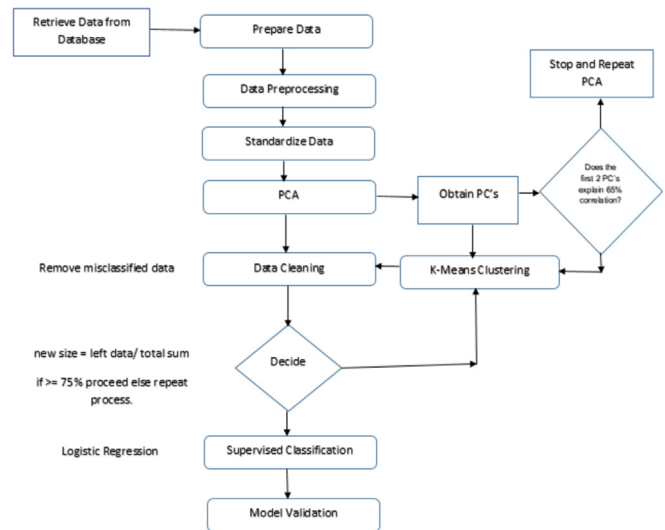 Retrieve Data from
Database
Prepare Data
Data Preprocessing
Standardize Data
PCA
Obtain PC's
Does the
first 2 PC's
explain 65%
correlation?
Stop and Repeat
PCA
Remove misclassified data
Data Cleaning
K-Means Clustering
new size = left data/ total sum
if >= 75% proceed else repeat
process.
Decide
Logistic Regression
Supervised Classification
Model Validation